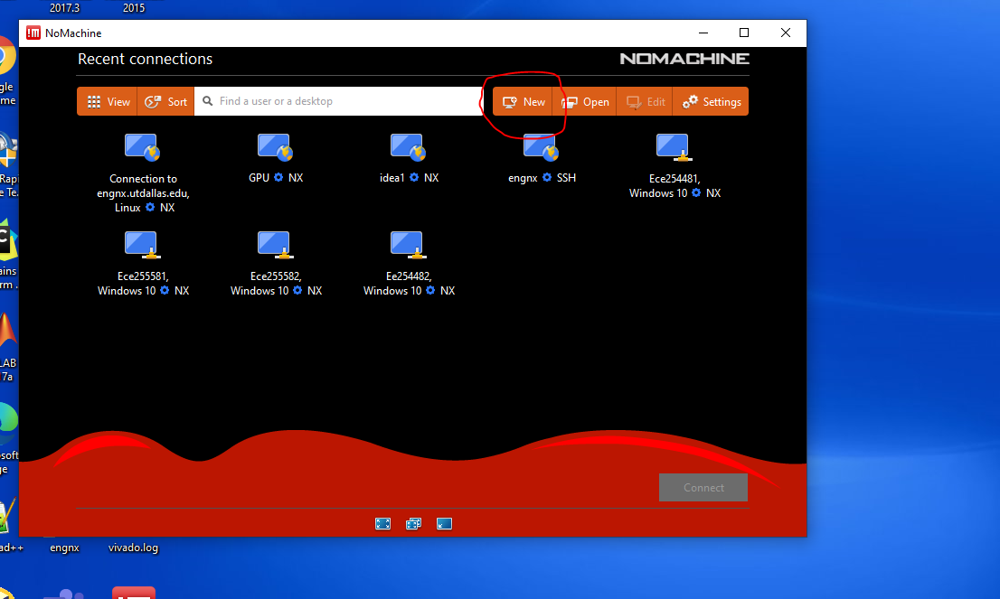 2017.3
2015
NoMachine
Recent connections
NOMACHINE
View
Sort
Find a user or a desktop
New
Open
Edit
Settings
Connection to
engnx.utdallas.edu,
Linux NX
GPU NX
idea1 NX
engnx SSH
Ece254481,
Windows 10 NX
Ece255581,
Windows 10 NX
Ece255582,
Windows 10 NX
Ee254482,
Windows 10 NX
Connect
gle
me
Rap
e Te...
ains
rm ...
LAB
7a
soft
ge
ad++
engnx
vivado.log